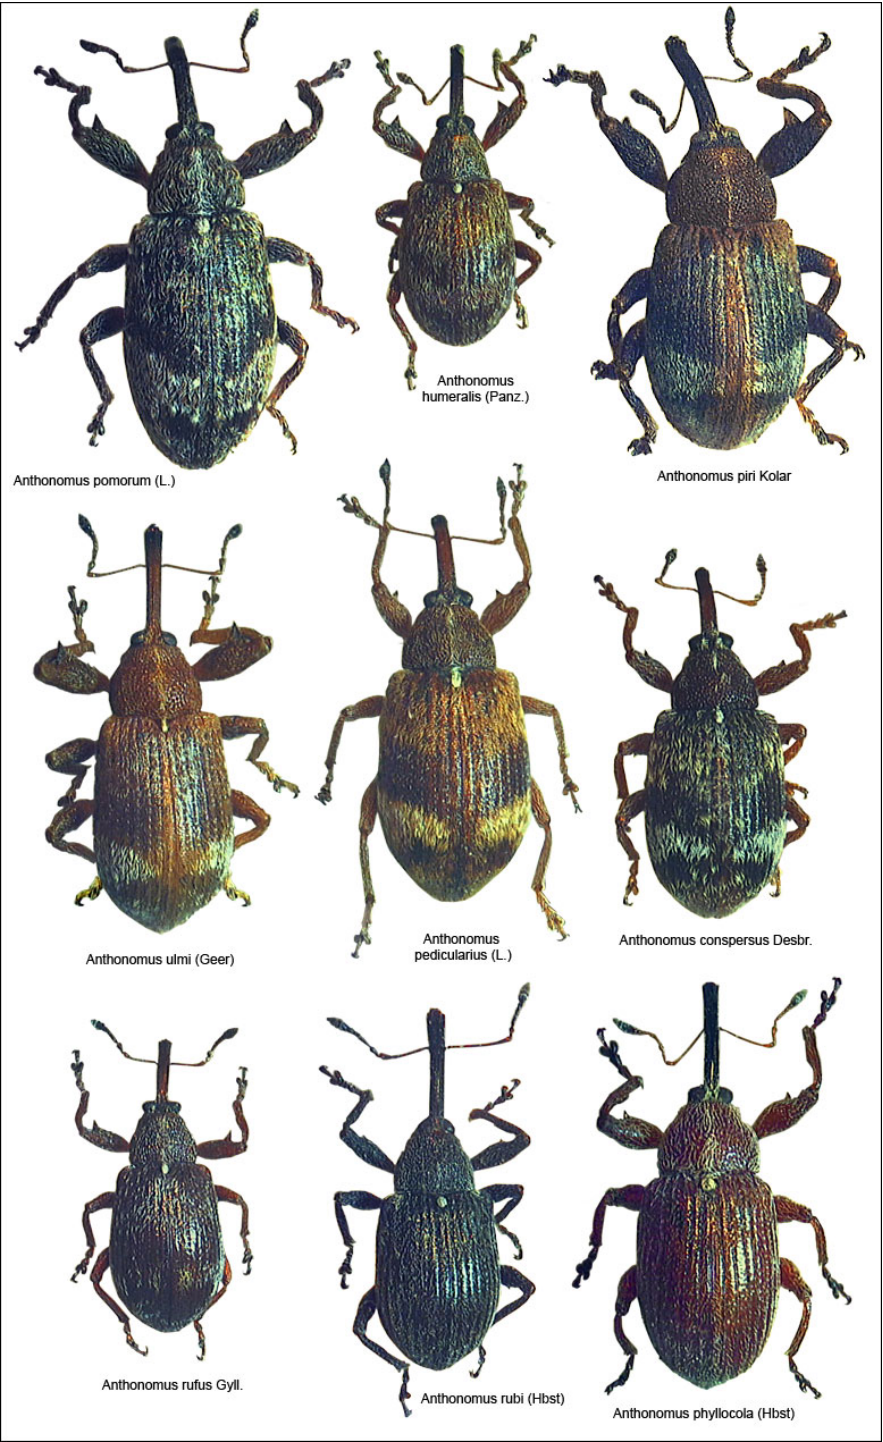 Anthonomus
humeralis (Panz.)
Anthonomus pomorum (L.)
Anthonomus piri Kolar
Anthonomus ulmi (Geer)
Anthonomus
pedicularius (L.)
Anthonomus conspersus Desbr.
Anthonomus rufus Gyll.
Anthonomus rubi (Hbst)
Anthonomus phyllocola (Hbst)